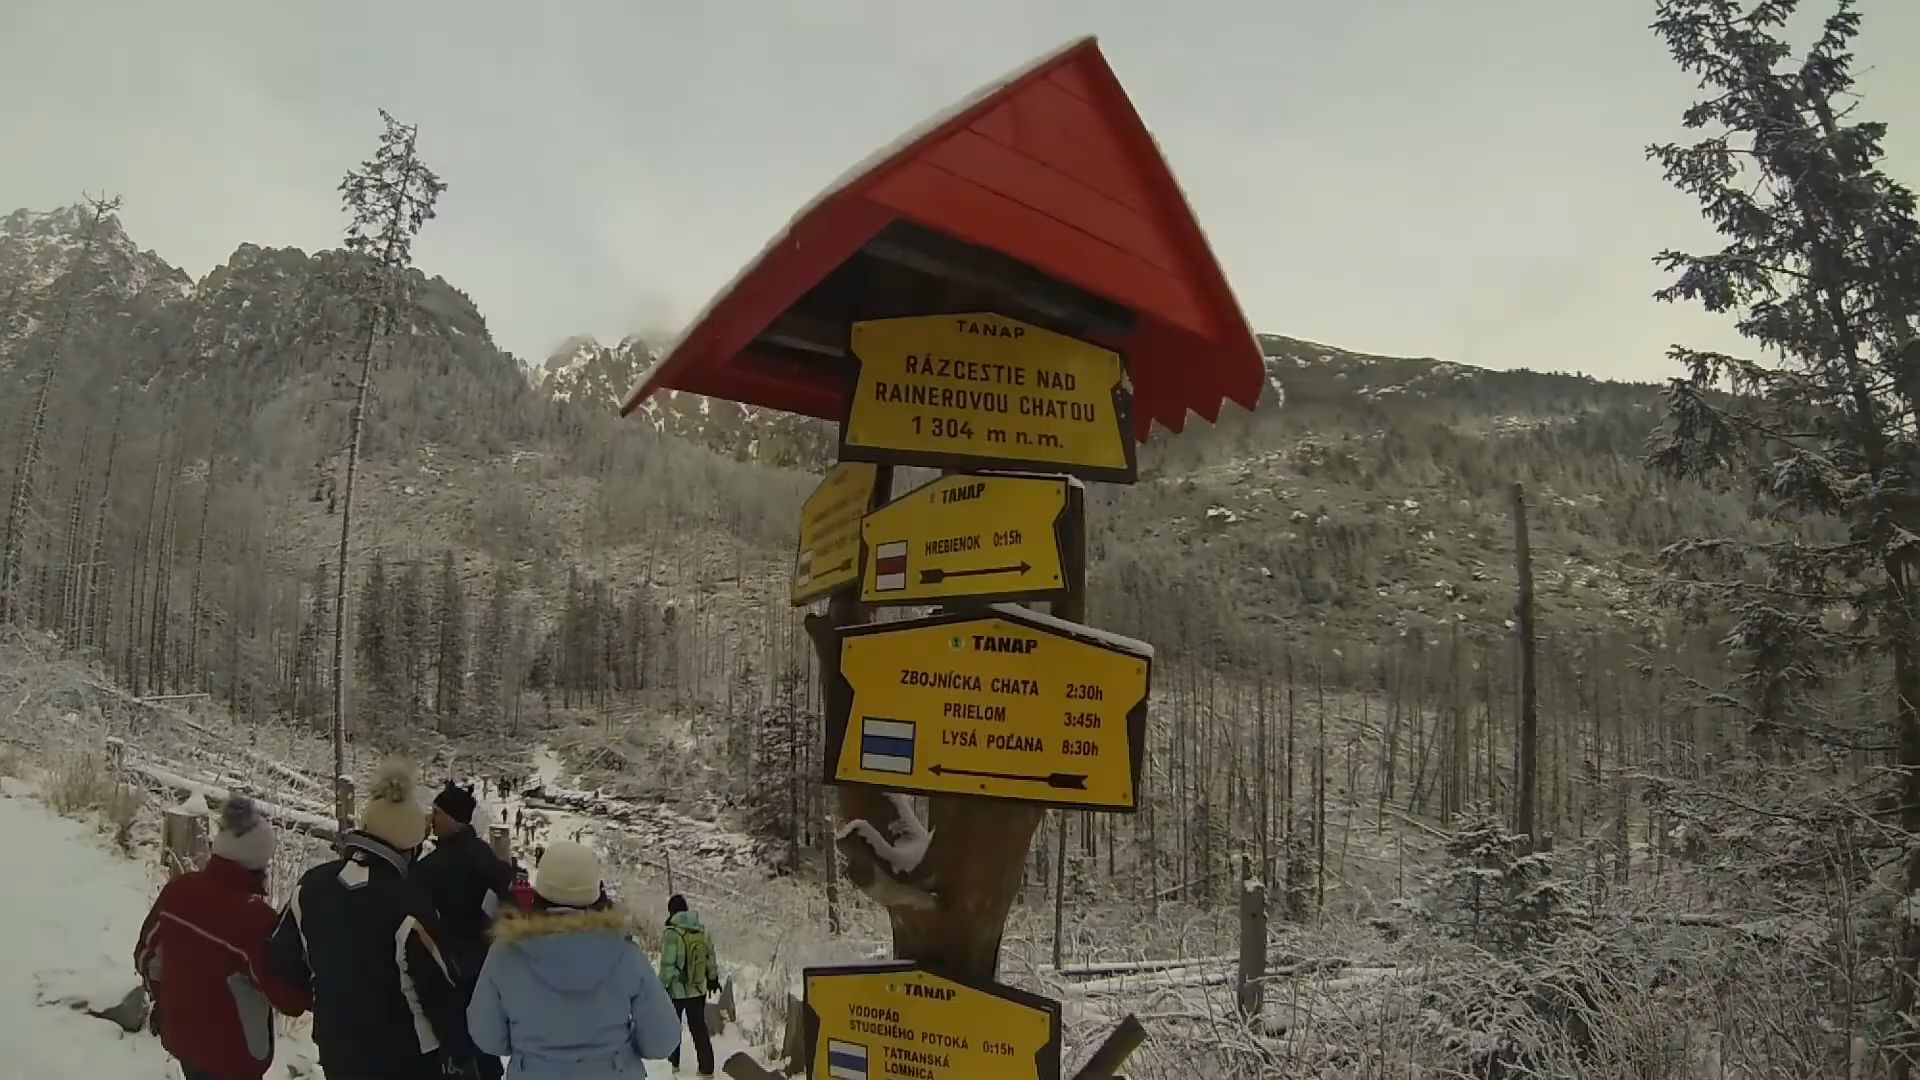 TANAP
RÁZCESTIE NAD
RAINEROVOU CHATOU
1 304 m n.m.
TANAP
HREBIENOK 0:15h
TANAP
ZBOJNÍCKA CHATA 2:30h
PRIELOM 3:45h
LYSÁ POĽANA 8:30h
TANAP
VODOPÁD
STUDENÉHO POTOKA 0:15h
TATRANSKÁ
LOMNICA